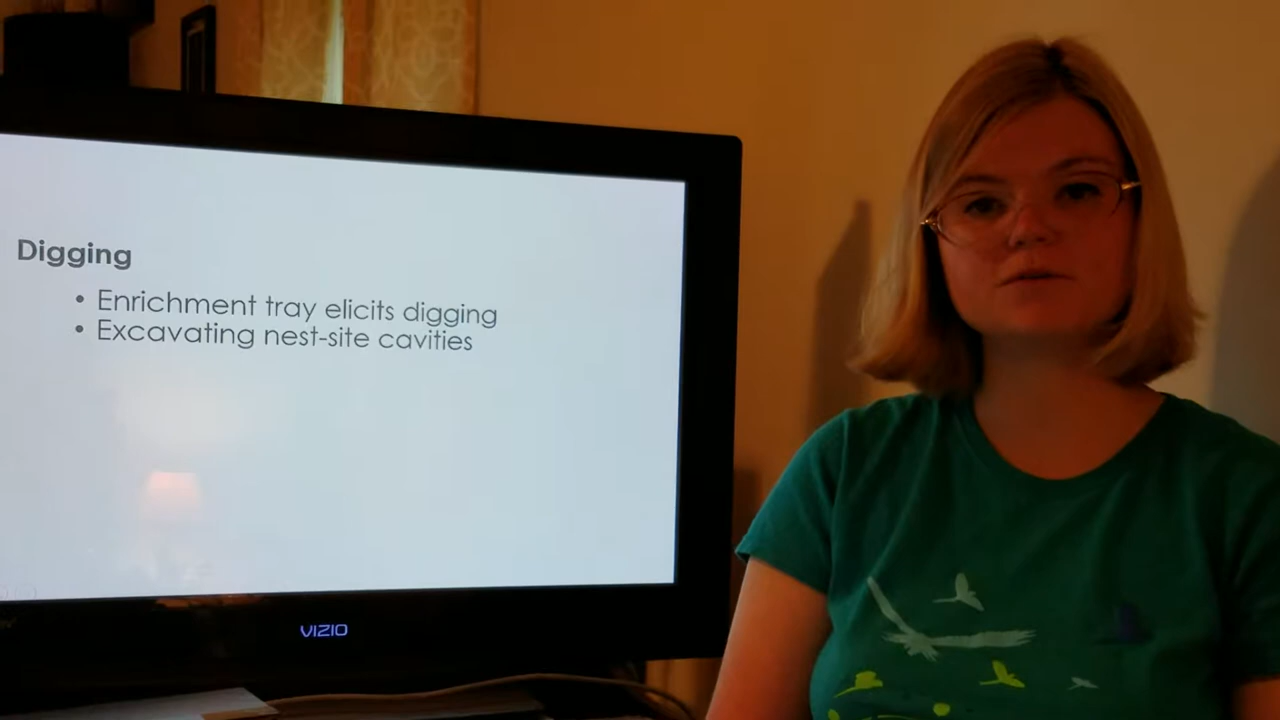 Digging
• Enrichment tray elicits digging
• Excavating nest-site cavities
VIZIO